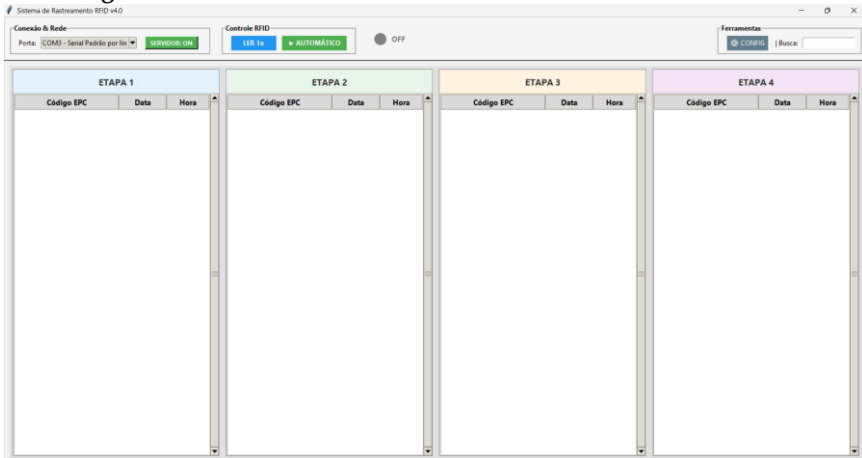 Sistema de Rastreamento RFID v4.0
Conexão & Rede
Porta: COM3 - Serial Padrão por lin SERVIDOR: ON
Controle RFID
LER 1x ▶ AUTOMÁTICO
OFF
Ferramentas
CONFIG | Busca:
ETAPA 1
Código EPC Data Hora
ETAPA 2
Código EPC Data Hora
ETAPA 3
Código EPC Data Hora
ETAPA 4
Código EPC Data Hora